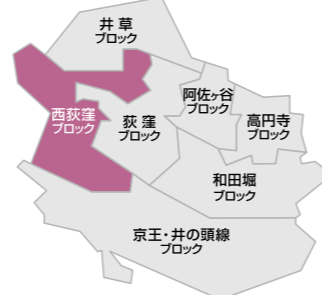 井草
ブロック
阿佐ヶ谷
ブロック
西荻窪
ブロック
荻窪
ブロック
高円寺
ブロック
和田堀
ブロック
京王・井の頭線
ブロック